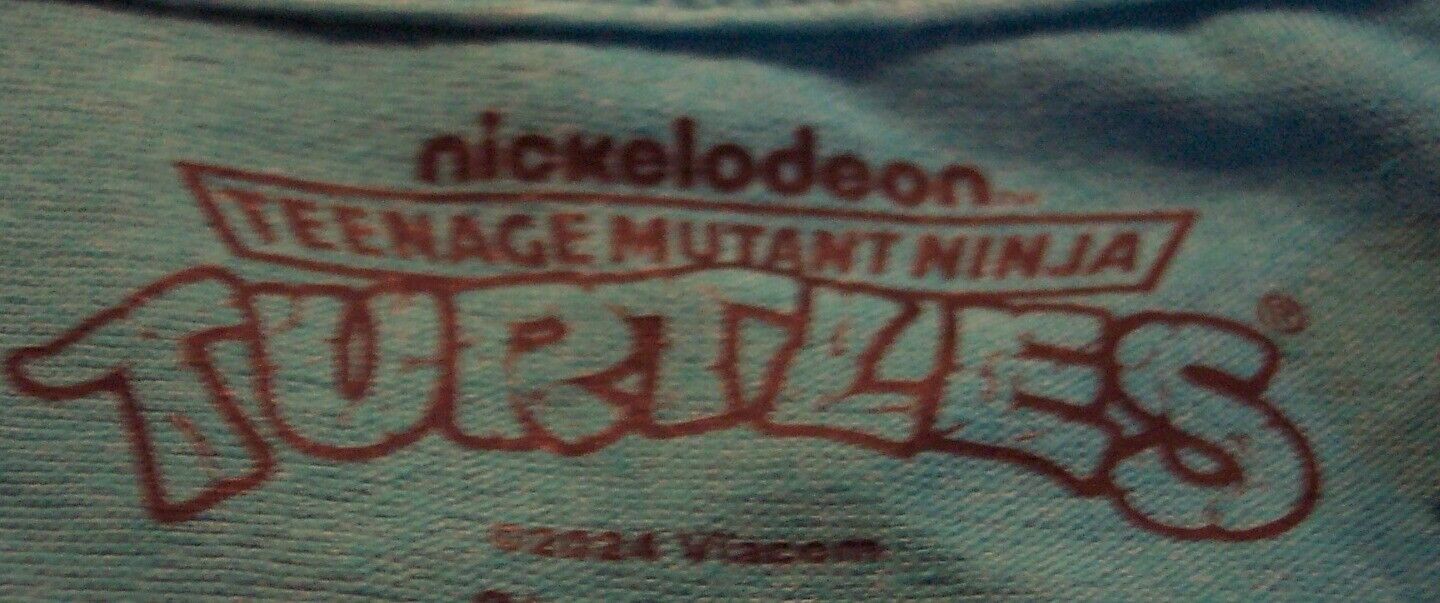 nickelodeon
TEENAGE MUTANT NINJA
TURTLES®
©2024 Viacom